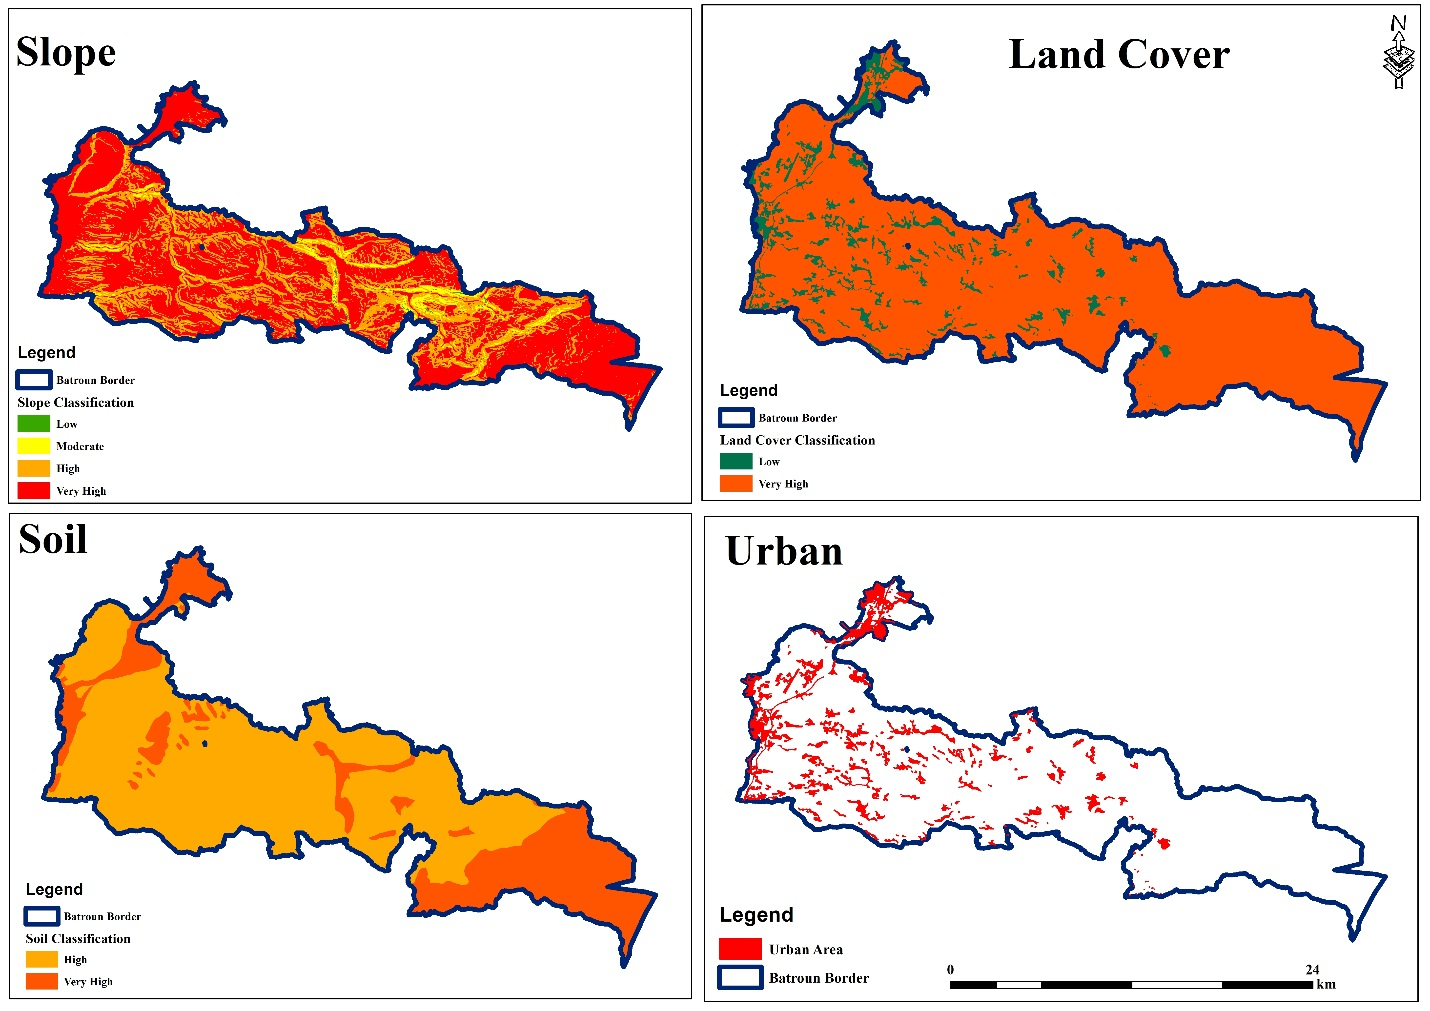 Slope
Legend
Batroun Border
Slope Classification
Low
Moderate
High
Very High
Land Cover
N
Legend
Batroun Border
Land Cover Classification
Low
Very High
Soil
Legend
Batroun Border
Soil Classification
High
Very High
Urban
Legend
Urban Area
Batroun Border
0 24
km